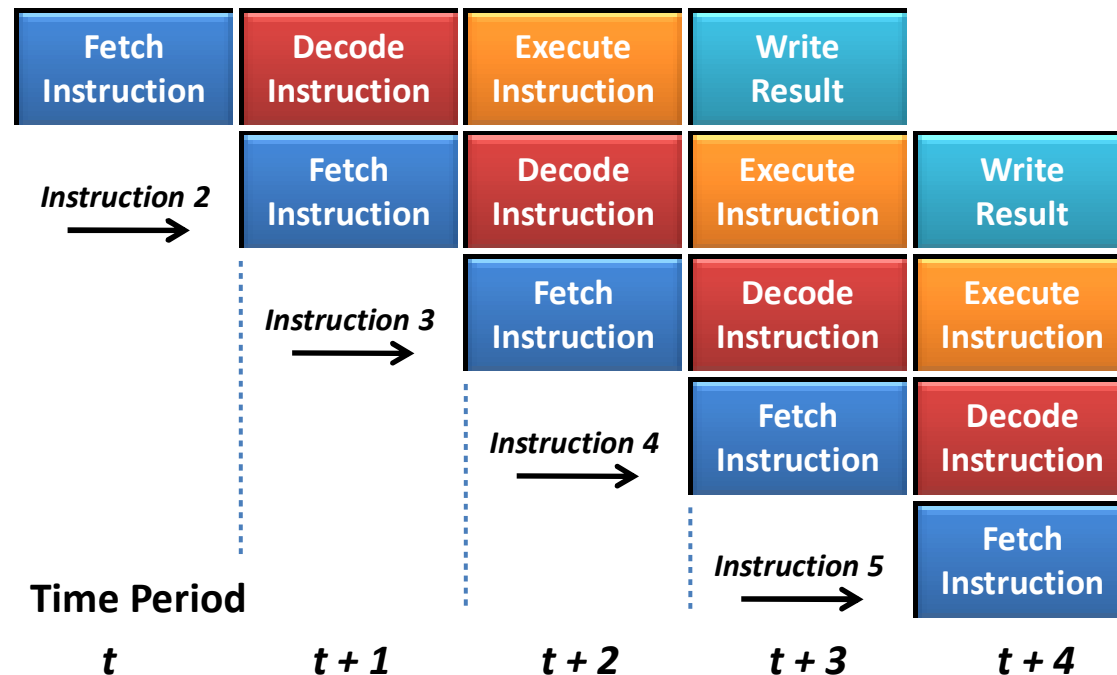 Fetch
Instruction
Decode
Instruction
Execute
Instruction
Write
Result
Instruction 2
Fetch
Instruction
Decode
Instruction
Execute
Instruction
Write
Result
Instruction 3
Fetch
Instruction
Decode
Instruction
Execute
Instruction
Instruction 4
Fetch
Instruction
Decode
Instruction
Instruction 5
Fetch
Instruction
Time Period
t
t + 1
t + 2
t + 3
t + 4